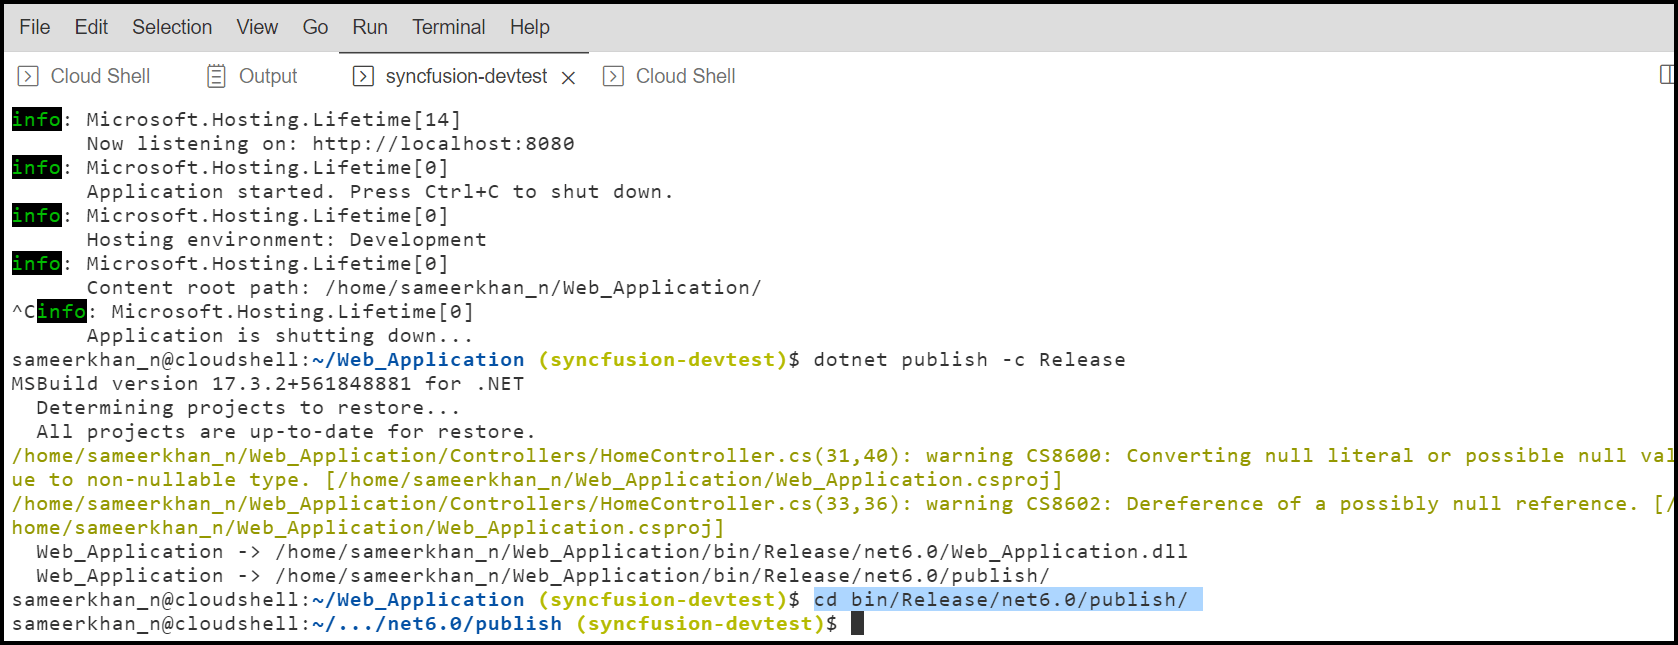 File Edit Selection View Go Run Terminal Help
Cloud Shell Output syncfusion-devtest Cloud Shell
info: Microsoft.Hosting.Lifetime[14]
Now listening on: http://localhost:8080
info: Microsoft.Hosting.Lifetime[0]
Application started. Press Ctrl+C to shut down.
info: Microsoft.Hosting.Lifetime[0]
Hosting environment: Development
info: Microsoft.Hosting.Lifetime[0]
Content root path: /home/sameerkhan_n/Web_Application/
^Cinfo: Microsoft.Hosting.Lifetime[0]
Application is shutting down...
sameerkhan_n@cloudshell:~/Web_Application (syncfusion-devtest)$ dotnet publish -c Release
MSBuild version 17.3.2+561848881 for .NET
Determining projects to restore...
All projects are up-to-date for restore.
/home/sameerkhan_n/Web_Application/Controllers/HomeController.cs(31,40): warning CS8600: Converting null literal or possible null val
ue to non-nullable type. [/home/sameerkhan_n/Web_Application/Web_Application.csproj]
/home/sameerkhan_n/Web_Application/Controllers/HomeController.cs(33,36): warning CS8602: Dereference of a possibly null reference. [/
home/sameerkhan_n/Web_Application/Web_Application.csproj]
Web_Application -> /home/sameerkhan_n/Web_Application/bin/Release/net6.0/Web_Application.dll
Web_Application -> /home/sameerkhan_n/Web_Application/bin/Release/net6.0/publish/
sameerkhan_n@cloudshell:~/Web_Application (syncfusion-devtest)$ cd bin/Release/net6.0/publish/
sameerkhan_n@cloudshell:~/.../net6.0/publish (syncfusion-devtest)$